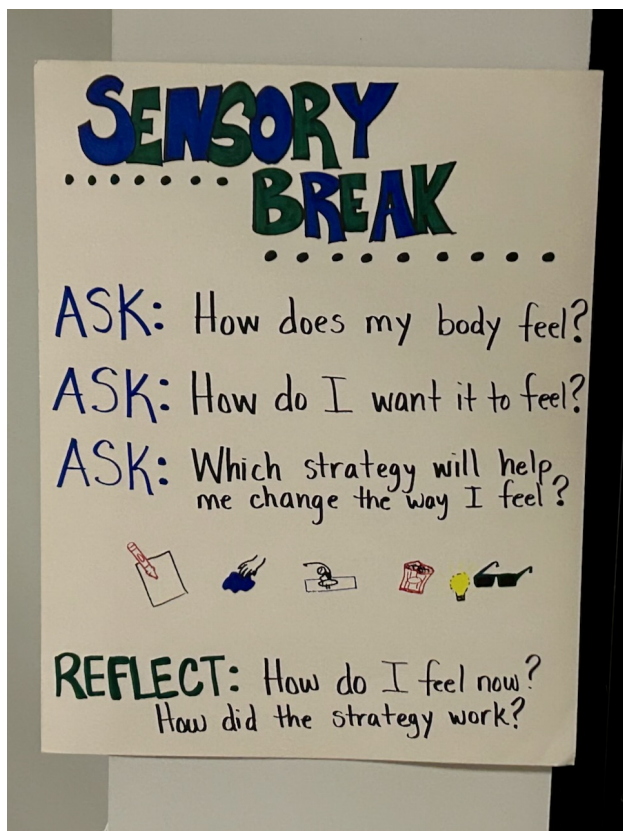 SENSORY
BREAK
ASK: How does my body feel?
ASK: How do I want it to feel?
ASK: Which strategy will help
me change the way I feel?
REFLECT: How do I feel now?
How did the strategy work?